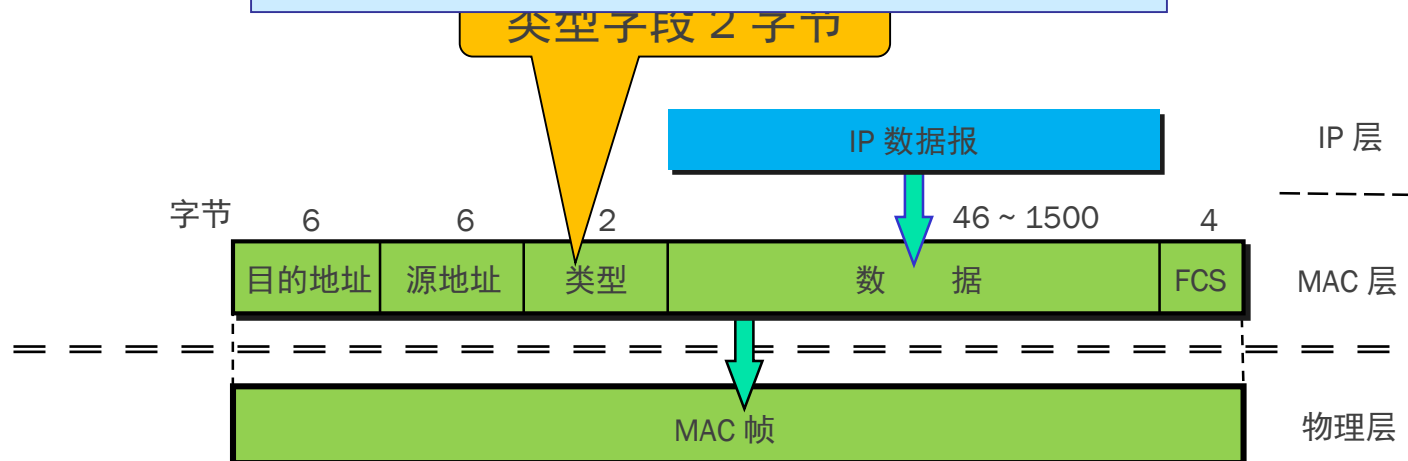 类型字段 2 字节
IP 数据报
IP 层
字节 6 6 2 46 ~ 1500 4
目的地址 源地址 类型 数 据 FCS MAC 层
MAC 帧 物理层